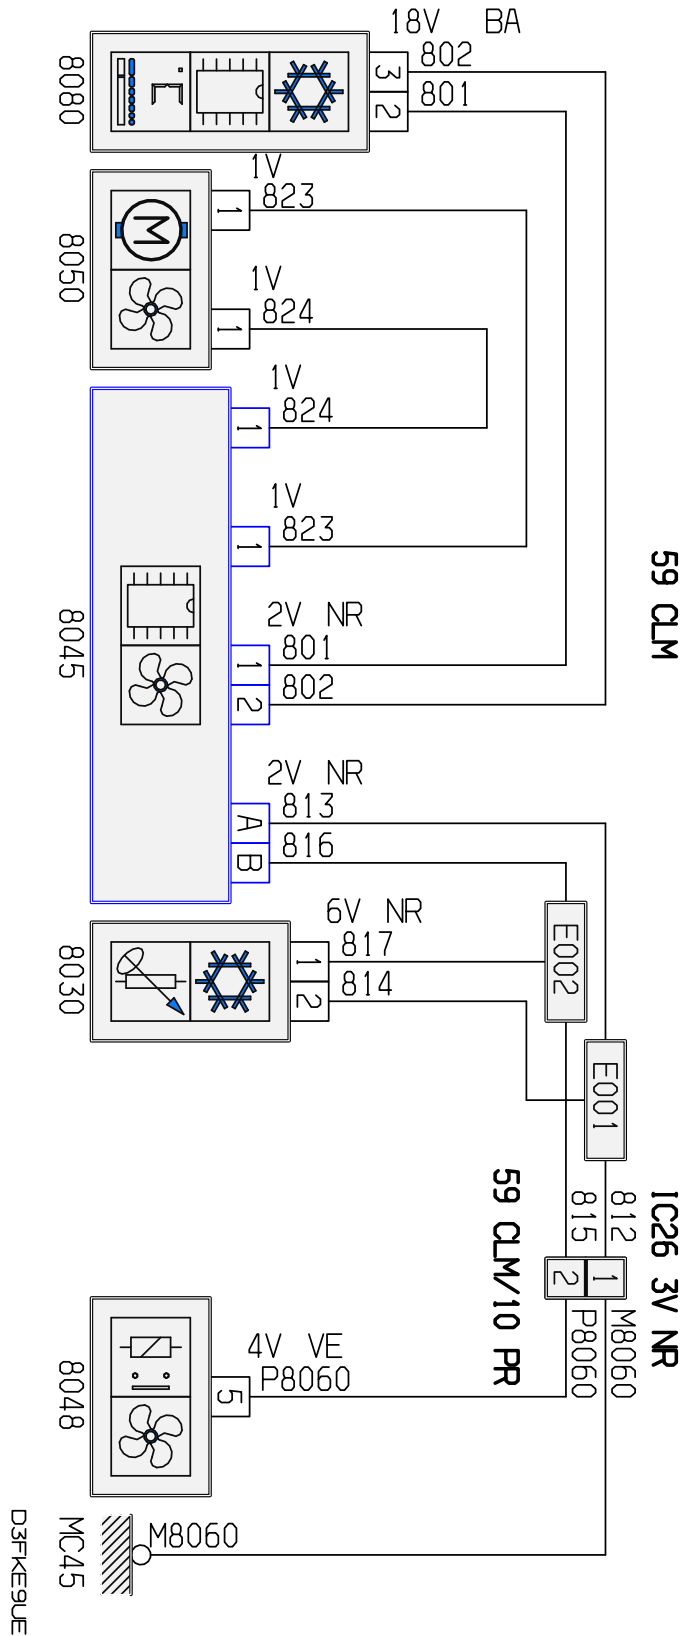 18V BA
802
3
801
2
8080
1V
823
1
M
8050
1V
824
1
1V
824
1
1V
823
1
59 CLM
2V NR
801
1
802
2
8045
2V NR
813
A
816
B
6V NR
817
1
814
2
8030
E002
E001
812
815
IC26 3V NR
1
2
M8060
P8060
59 CLM/10 PR
4V VE
P8060
5
8048
M8060
MC45
D3FKE9UE